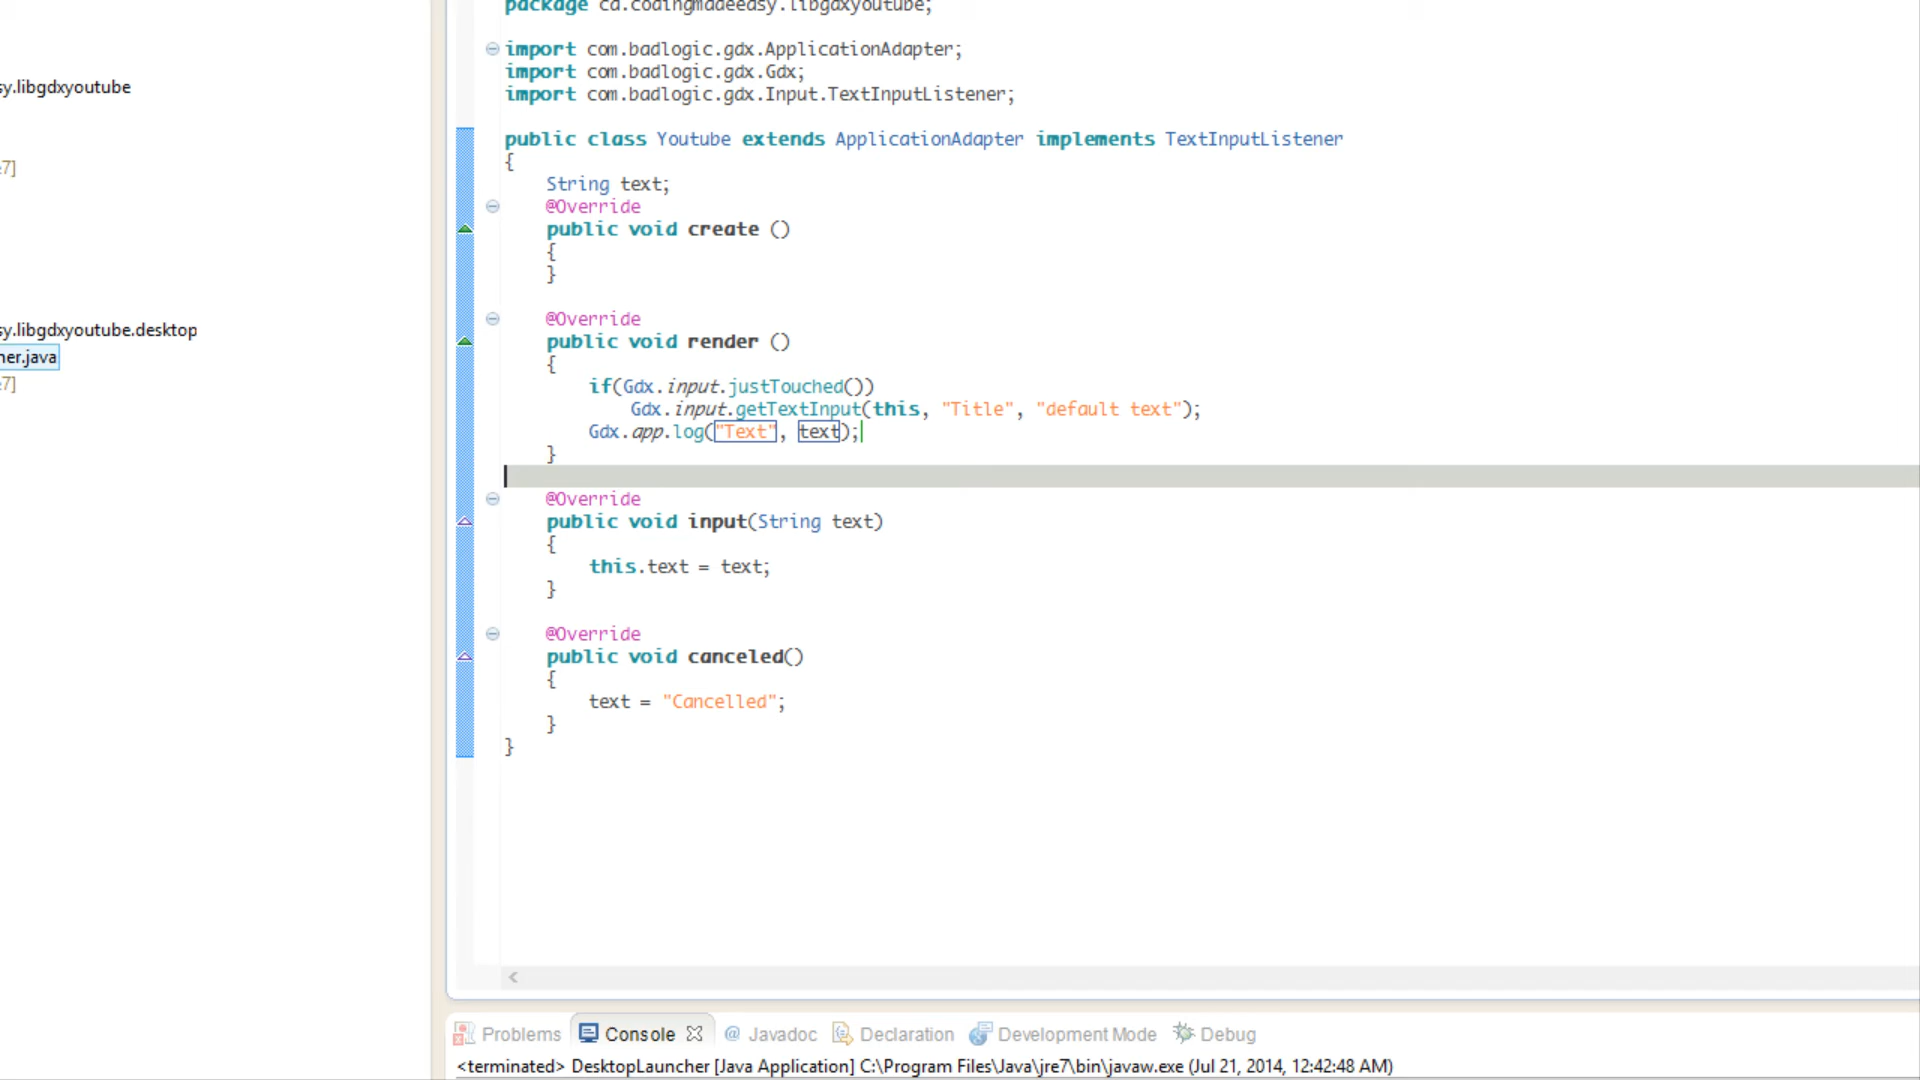 sy.libgdxyoutube
e7]
sy.libgdxyoutube.desktop
her.java
e7]
package ca.codingmadeeasy.libgdxyoutube;
import com.badlogic.gdx.ApplicationAdapter;
import com.badlogic.gdx.Gdx;
import com.badlogic.gdx.Input.TextInputListener;
public class Youtube extends ApplicationAdapter implements TextInputListener
{
String text;
@Override
public void create ()
{
}
@Override
public void render ()
{
if(Gdx.input.justTouched())
Gdx.input.getTextInput(this, "Title", "default text");
Gdx.app.log("Text", text);
}
@Override
public void input(String text)
{
this.text = text;
}
@Override
public void canceled()
{
text = "Cancelled";
}
}
Problems Console @ Javadoc Declaration Development Mode Debug
<terminated> DesktopLauncher [Java Application] C:\Program Files\Java\jre7\bin\javaw.exe (Jul 21, 2014, 12:42:48 AM)